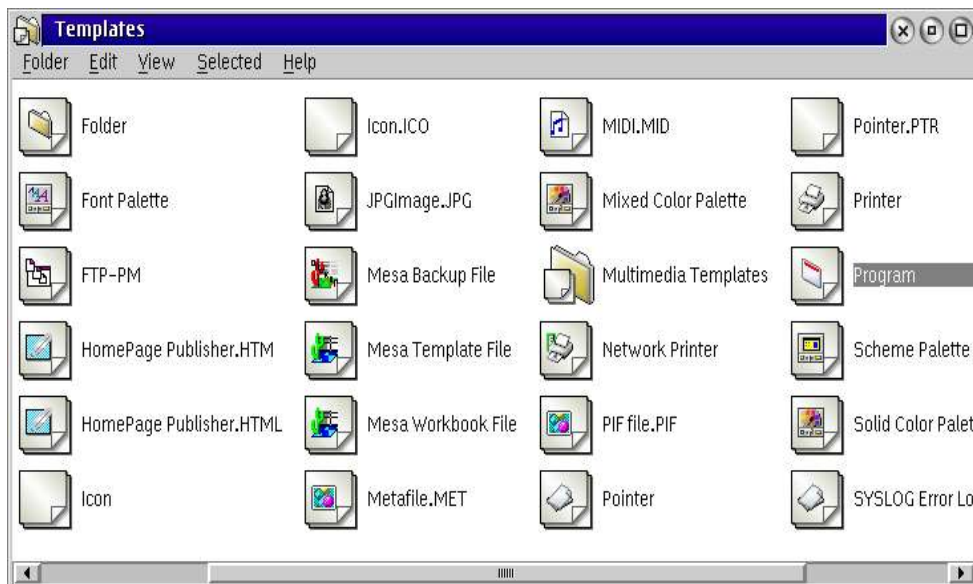 Templates
Folder Edit View Selected Help
Folder
Icon.ICO
MIDI.MID
Pointer.PTR
Font Palette
JPGImage.JPG
Mixed Color Palette
Printer
FTP-PM
Mesa Backup File
Multimedia Templates
Program
HomePage Publisher.HTM
Mesa Template File
Network Printer
Scheme Palette
HomePage Publisher.HTML
Mesa Workbook File
PIF file.PIF
Solid Color Palet
Icon
Metafile.MET
Pointer
SYSLOG Error Lo